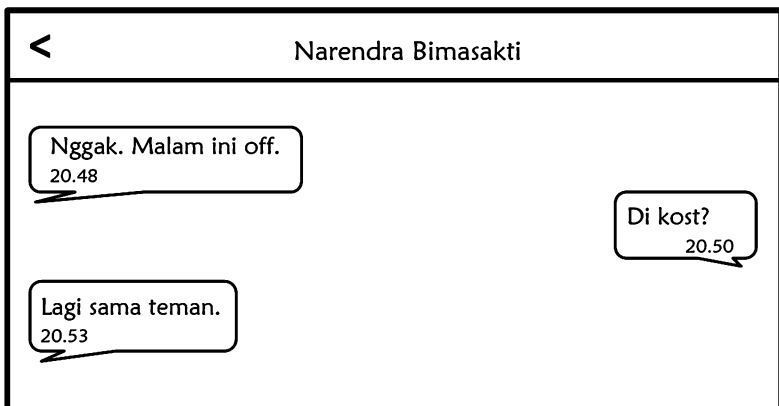 <
Narendra Bimasakti
Nggak. Malam ini off.
20.48
Di kost?
20.50
Lagi sama teman.
20.53